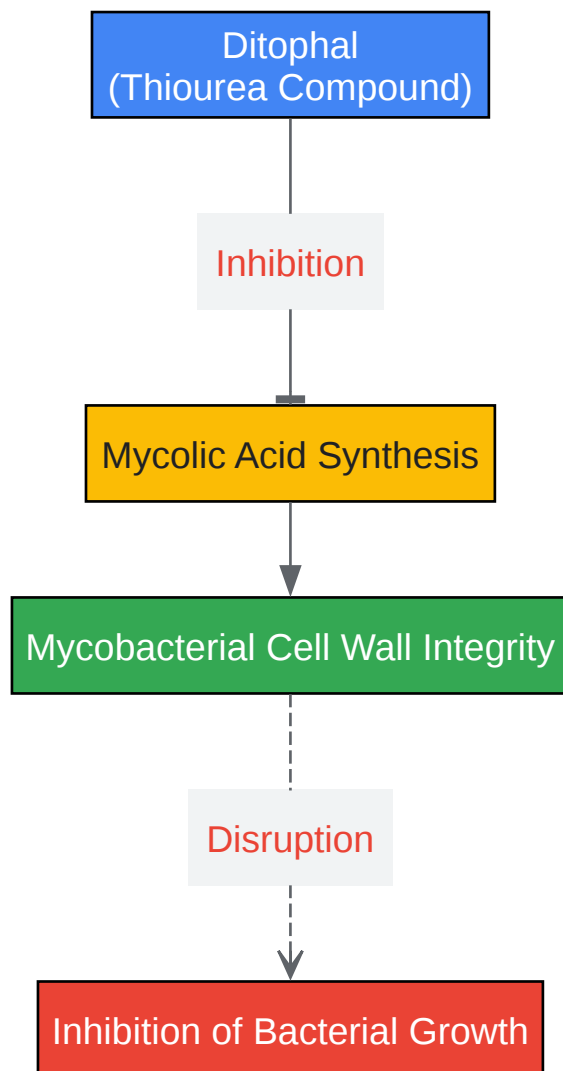 Ditophal
(Thiourea Compound)
Inhibition
Mycolic Acid Synthesis
Mycobacterial Cell Wall Integrity
Disruption
Inhibition of Bacterial Growth